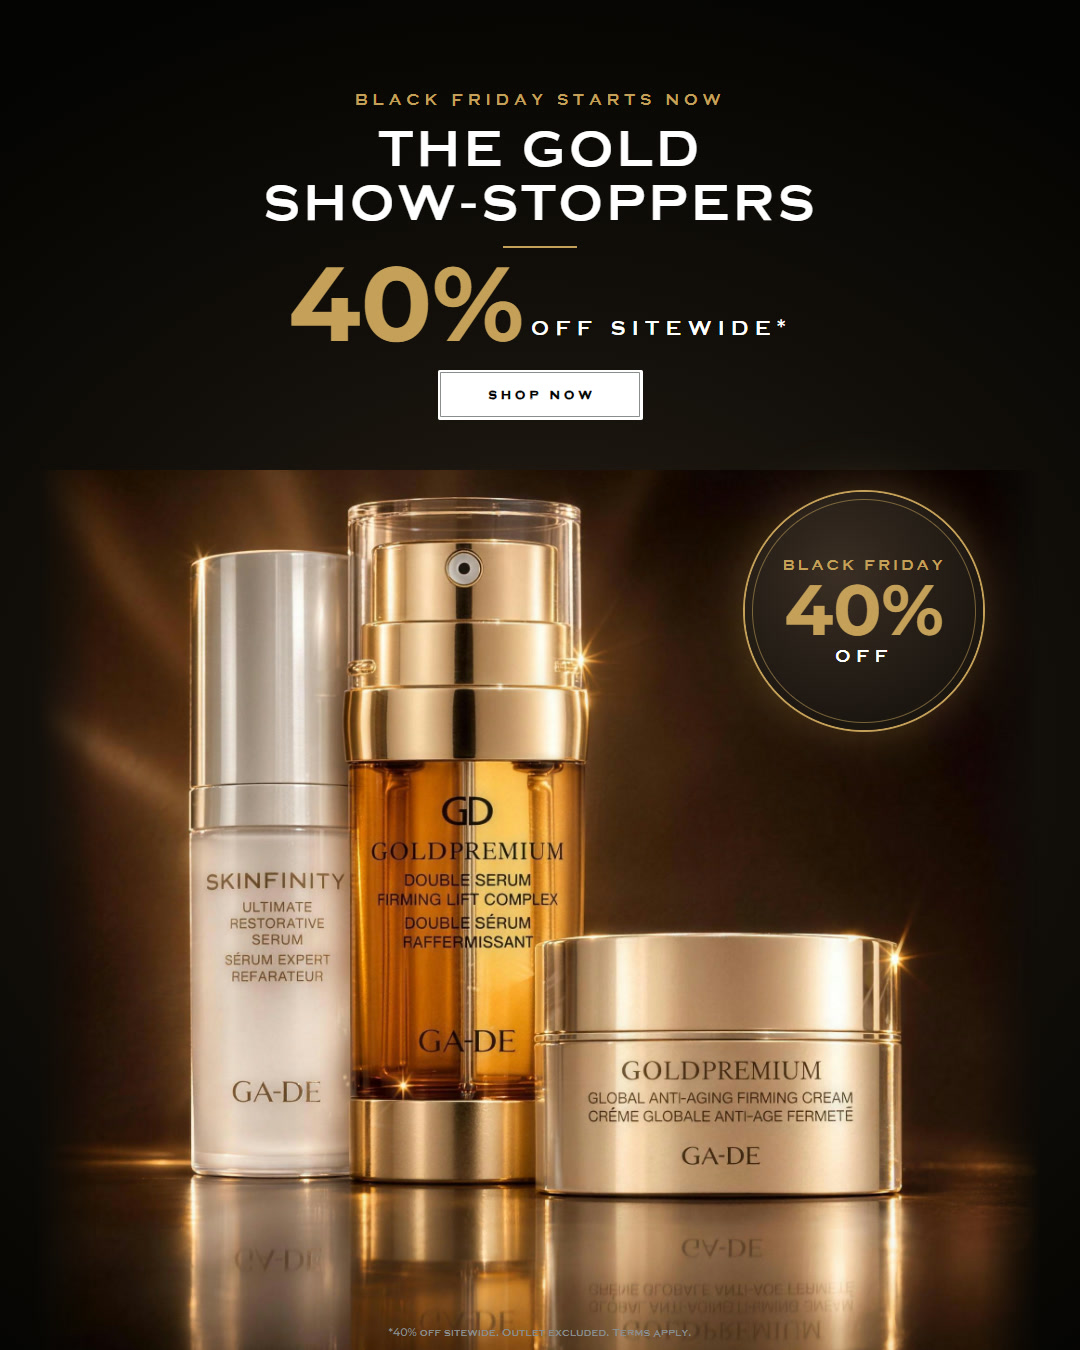 BLACK FRIDAY STARTS NOW
THE GOLD
SHOW-STOPPERS
40% OFF SITEWIDE*
SHOP NOW
BLACK FRIDAY
40%
OFF
SKINFINITY
ULTIMATE
RESTORATIVE
SERUM
SÉRUM EXPERT
REFARATEUR
GA-DE
GD
GOLDPREMIUM
DOUBLE SERUM
FIRMING LIFT COMPLEX
DOUBLE SÉRUM
RAFFERMISSANT
GA-DE
GOLDPREMIUM
GLOBAL ANTI-AGING FIRMING CREAM
CRÉME GLOBALE ANTI-AGE FERMETÉ
GA-DE
*40% OFF SITEWIDE. OUTLET EXCLUDED. TERMS APPLY.